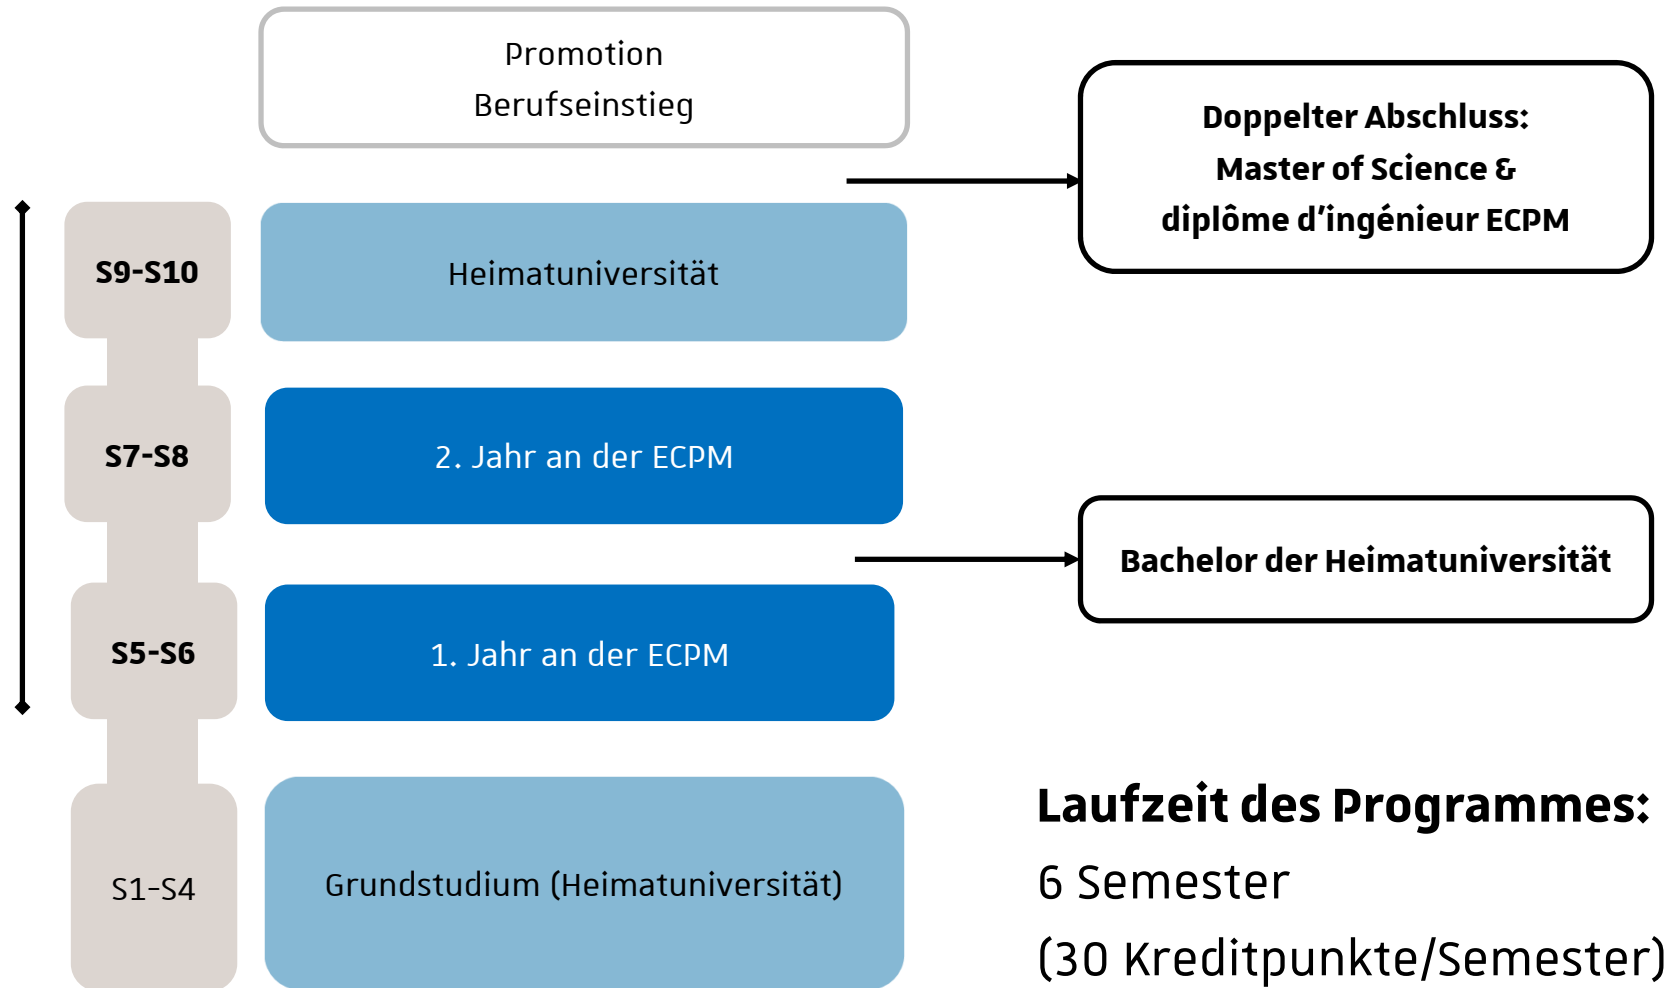 Promotion
Berufseinstieg
Doppelter Abschluss:
Master of Science &
diplôme d'ingénieur ECPM
S9-S10
Heimatuniversität
S7-S8
2. Jahr an der ECPM
Bachelor der Heimatuniversität
S5-S6
1. Jahr an der ECPM
S1-S4
Grundstudium (Heimatuniversität)
Laufzeit des Programmes:
6 Semester
(30 Kreditpunkte/Semester)